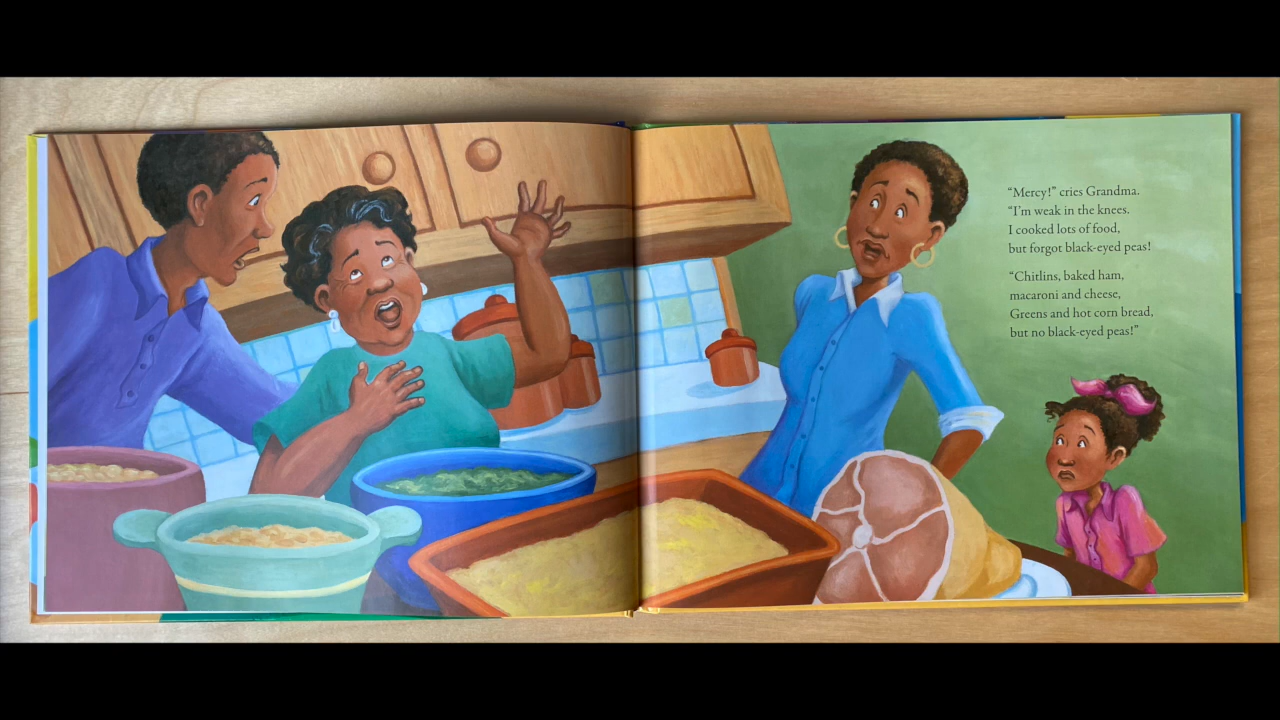 “Mercy!” cries Grandma.
“I’m weak in the knees.
I cooked lots of food,
but forgot black-eyed peas!
“Chitlins, baked ham,
macaroni and cheese,
Greens and hot corn bread,
but no black-eyed peas!”